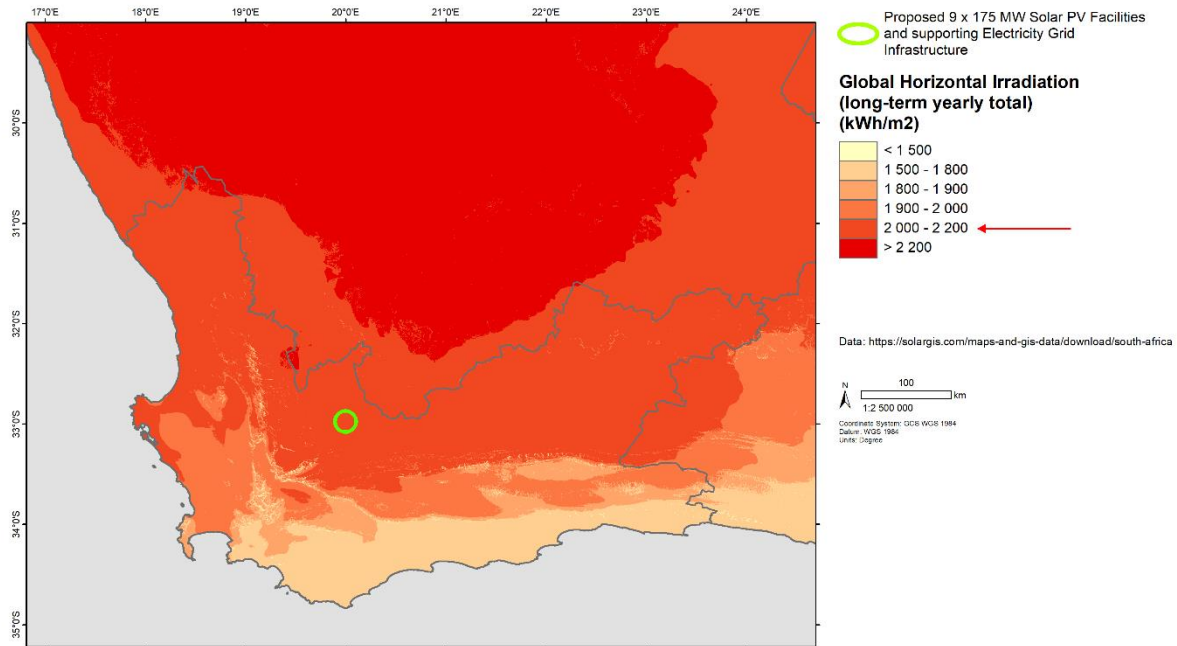 17°0'E 18°0'E 19°0'E 20°0'E 21°0'E 22°0'E 23°0'E 24°0'E
30°0'S
31°0'S
32°0'S
33°0'S
34°0'S
35°0'S
Proposed 9 x 175 MW Solar PV Facilities
and supporting Electricity Grid
Infrastructure
Global Horizontal Irradiation
(long-term yearly total)
(kWh/m2)
< 1 500
1 500 - 1 800
1 800 - 1 900
1 900 - 2 000
2 000 - 2 200
> 2 200
Data: https://solargis.com/maps-and-gis-data/download/south-africa
N
100
km
1:2 500 000
Coordinate System: GCS WGS 1984
Datum: WGS 1984
Units: Degree